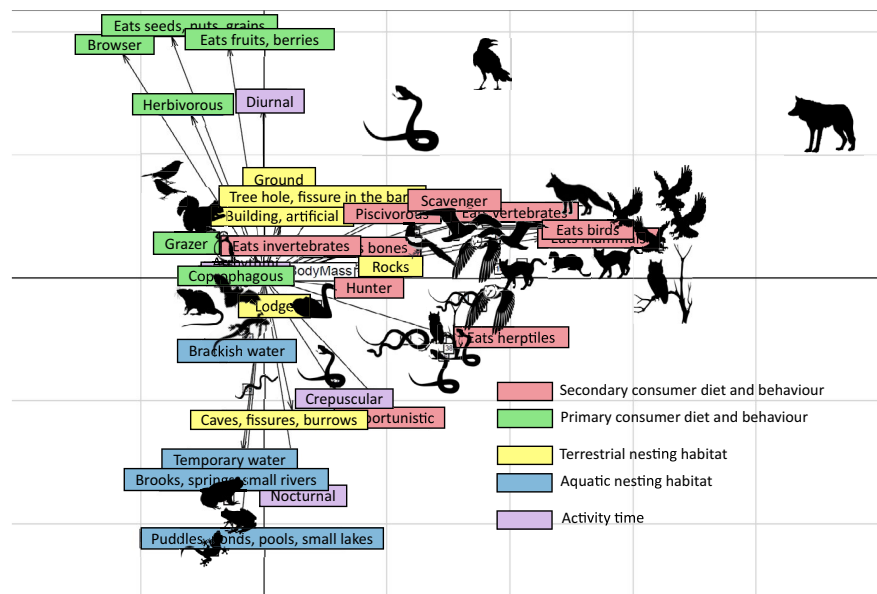 Eats seeds, nuts, grains
Browser
Eats fruits, berries
Herbivorous
Diurnal
Ground
Tree hole, fissure in the bar
Scavenger
Building, artificial
Piscivorous
Eats vertebrates
Eats birds
Eats mammals
Grazer
Eats invertebrates
s bones
Rocks
BodyMass
Coprophagous
Hunter
Lodge
Eats herptiles
Brackish water
Secondary consumer diet and behaviour
Crepuscular
Primary consumer diet and behaviour
Caves, fissures, burrows
portunistic
Terrestrial nesting habitat
Temporary water
Brooks, springs, small rivers
Aquatic nesting habitat
Nocturnal
Activity time
Puddles, ponds, pools, small lakes